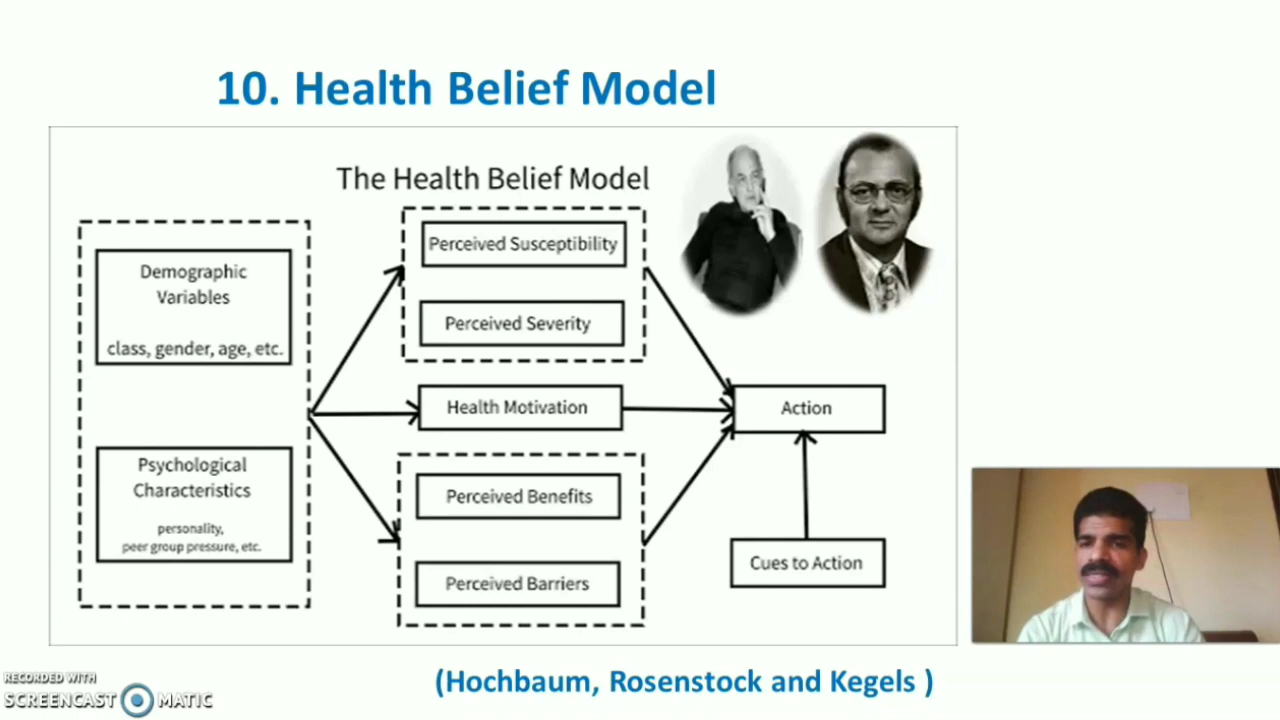 10. Health Belief Model
The Health Belief Model
Demographic
Variables
class, gender, age, etc.
Psychological
Characteristics
personality,
peer group pressure, etc.
Perceived Susceptibility
Perceived Severity
Health Motivation
Perceived Benefits
Perceived Barriers
Action
Cues to Action
(Hochbaum, Rosenstock and Kegels )
RECORDED WITH
SCREENCAST MATIC